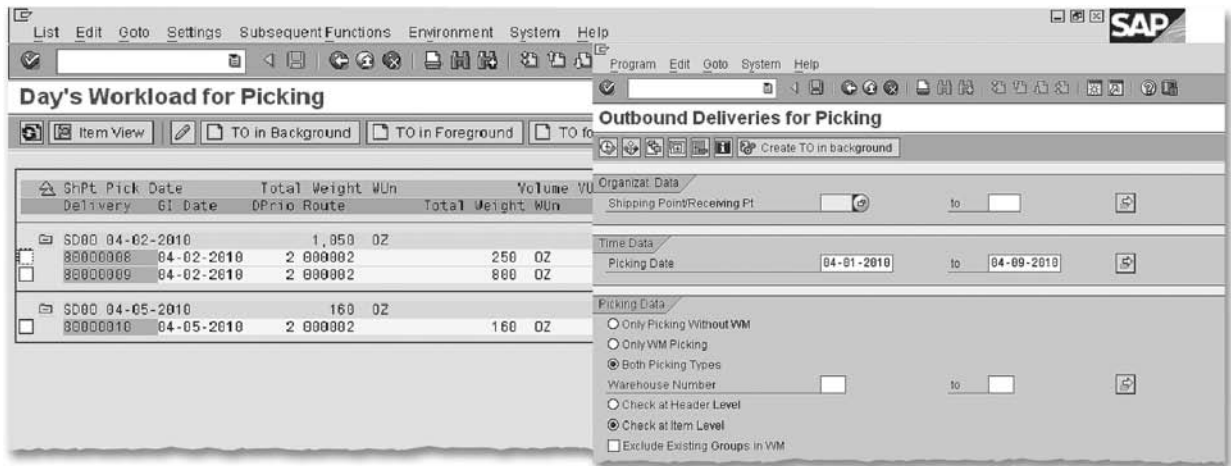 List Edit Goto Settings Subsequent Functions Environment System Help
SAP
Day's Workload for Picking
Item View TO in Background TO in Foreground TO fo
ShPt Pick Date Total Weight WUn Volume VU
Delivery GI Date DPrio Route Total Weight WUn
SD00 04-02-2010 1,050 OZ
80000008 04-02-2010 2 000002 250 OZ
80000009 04-02-2010 2 000002 800 OZ
SD00 04-05-2010 160 OZ
80000010 04-05-2010 2 000002 160 OZ
Program Edit Goto System Help
Outbound Deliveries for Picking
Create TO in background
Organizat. Data
Shipping Point/Receiving Pt to
Time Data
Picking Date 04-01-2010 to 04-09-2010
Picking Data
Only Picking Without WM
Only WM Picking
Both Picking Types
Warehouse Number to
Check at Header Level
Check at Item Level
Exclude Existing Groups in WM